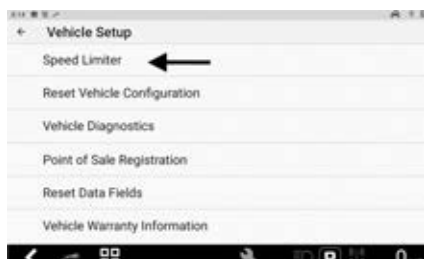 Vehicle Setup
Speed Limiter
Reset Vehicle Configuration
Vehicle Diagnostics
Point of Sale Registration
Reset Data Fields
Vehicle Warranty Information
P 0